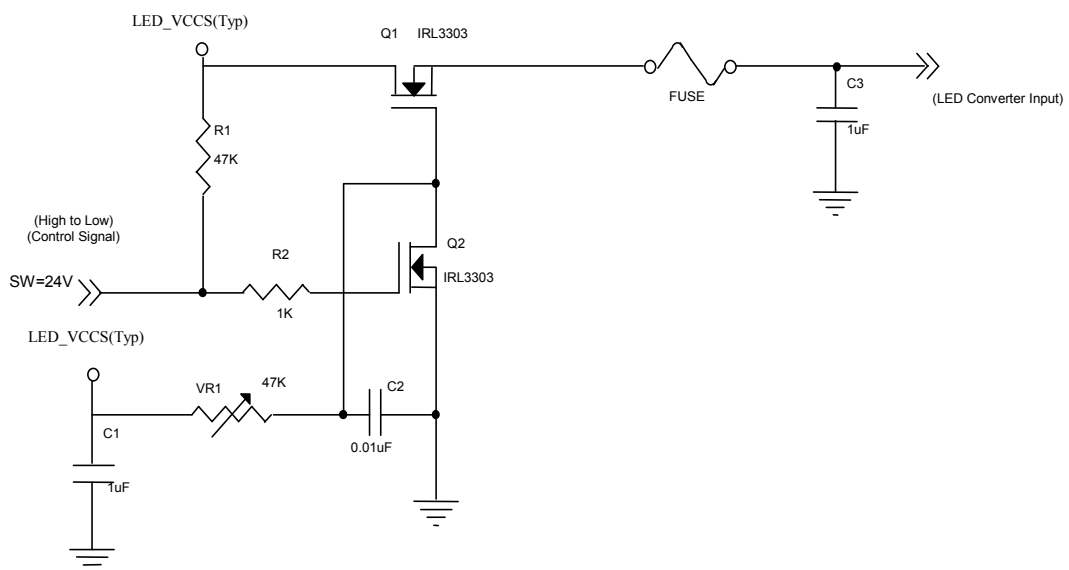 LED_VCCS(Typ)
Q1 IRL3303
FUSE
C3
1uF
(LED Converter Input)
R1
47K
(High to Low)
(Control Signal)
SW=24V
R2
1K
Q2
IRL3303
LED_VCCS(Typ)
VR1
47K
C2
0.01uF
C1
1uF